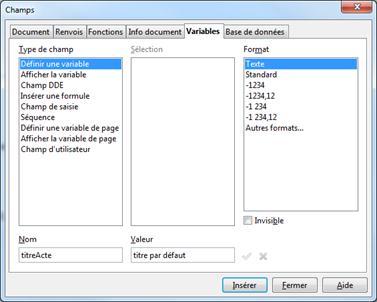 Champs
Document Renvois Fonctions Info document Variables Base de données
Type de champ
Définir une variable
Afficher la variable
Champ DDE
Insérer une formule
Champ de saisie
Séquence
Définir une variable de page
Afficher la variable de page
Champ d'utilisateur
Sélection
Format
Texte
Standard
-1234
-1234,12
-1 234
-1 234,12
Autres formats...
Invisible
Nom
titreActe
Valeur
titre par défaut
Insérer Fermer Aide